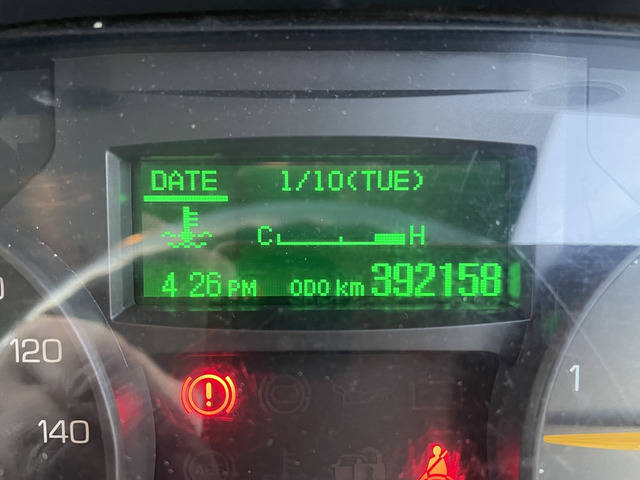 DATE 1/10(TUE)
C H
4 26 PM ODO km 392158
120
140
1